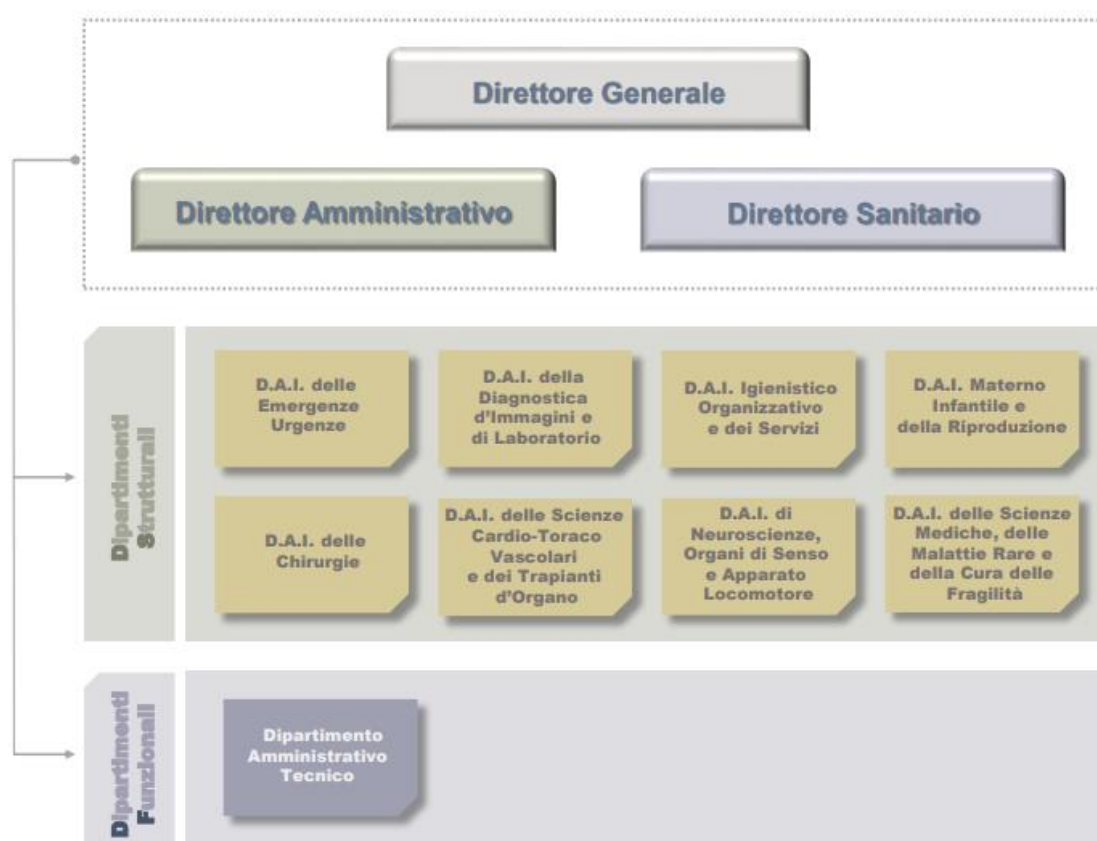 Direttore Generale
Direttore Amministrativo
Direttore Sanitario
Dipartimenti
Strutturali
D.A.I. delle
Emergenze
Urgenze
D.A.I. della
Diagnostica
d'Immagini e
di Laboratorio
D.A.I. Igienistico
Organizzativo
e dei Servizi
D.A.I. Materno
Infantile e
della Riproduzione
D.A.I. delle
Chirurgie
D.A.I. delle Scienze
Cardio-Toraco
Vascolari
e dei Trapianti
d'Organo
D.A.I. di
Neuroscienze,
Organi di Senso
e Apparato
Locomotore
D.A.I. delle Scienze
Mediche, delle
Malattie Rare e
della Cura delle
Fragilità
Dipartimenti
Funzionali
Dipartimento
Amministrativo
Tecnico